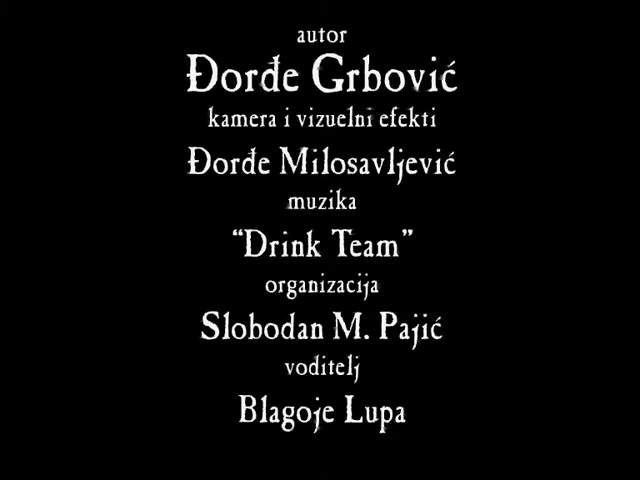 autor
Đorđe Grbović
kamera i vizuelni efekti
Đorđe Milosavljević
muzika
“Drink Team”
organizacija
Slobodan M. Pajić
voditelj
Blagoje Lupa